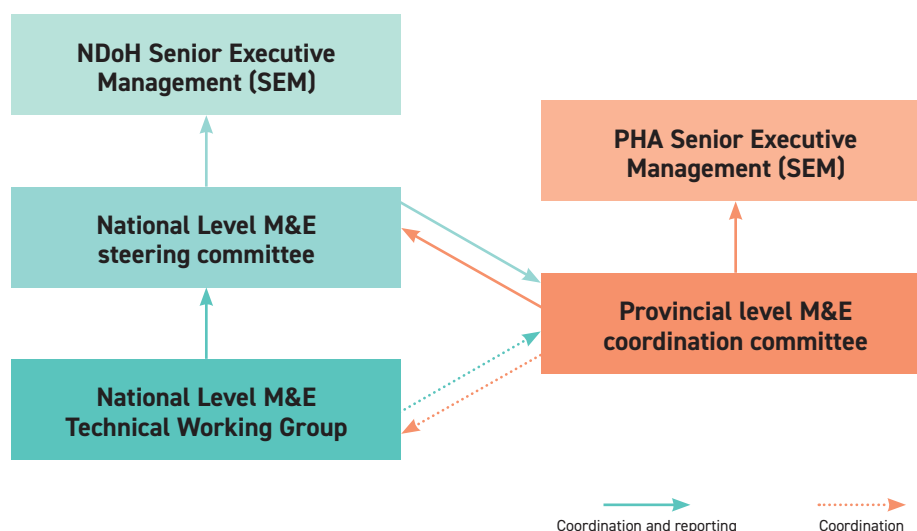 NDoH Senior Executive
Management (SEM)
PHA Senior Executive
Management (SEM)
National Level M&E
steering committee
Provincial level M&E
coordination committee
National Level M&E
Technical Working Group
Coordination and reporting
Coordination